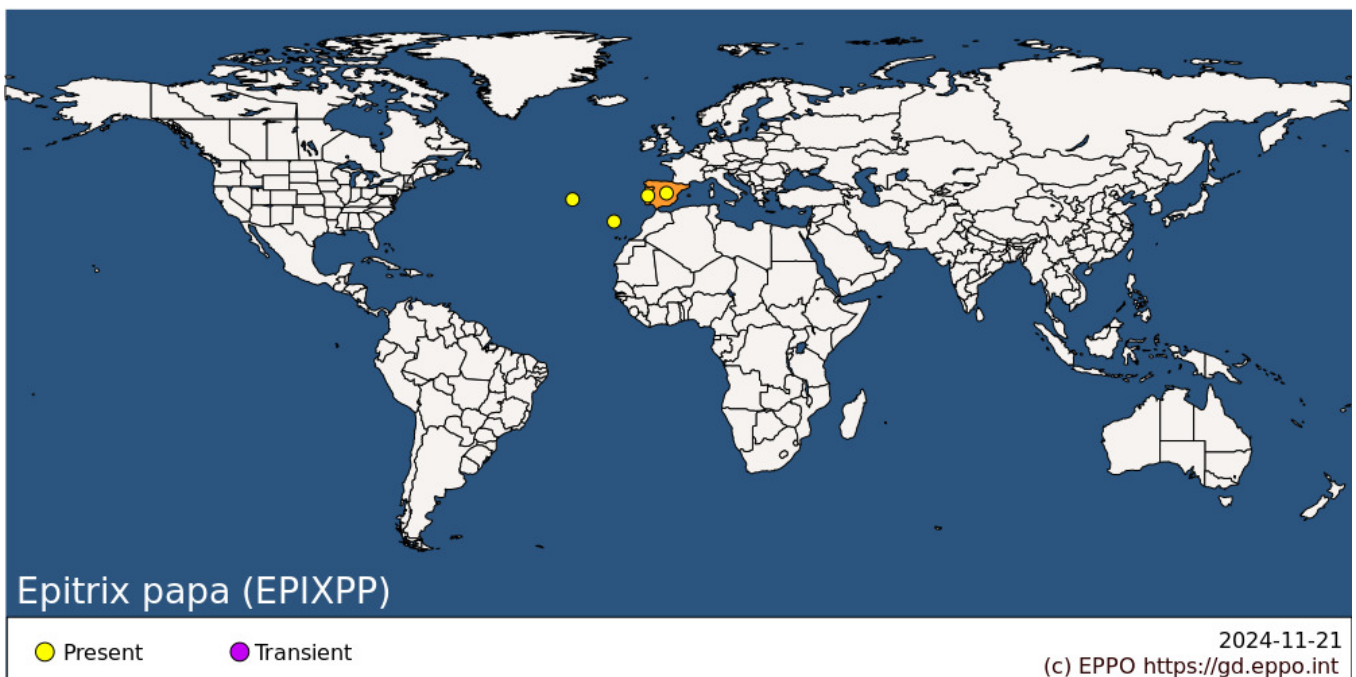 Epitrix papa (EPIXPP)
Present
Transient
2024-11-21
(c) EPPO https://gd.eppo.int